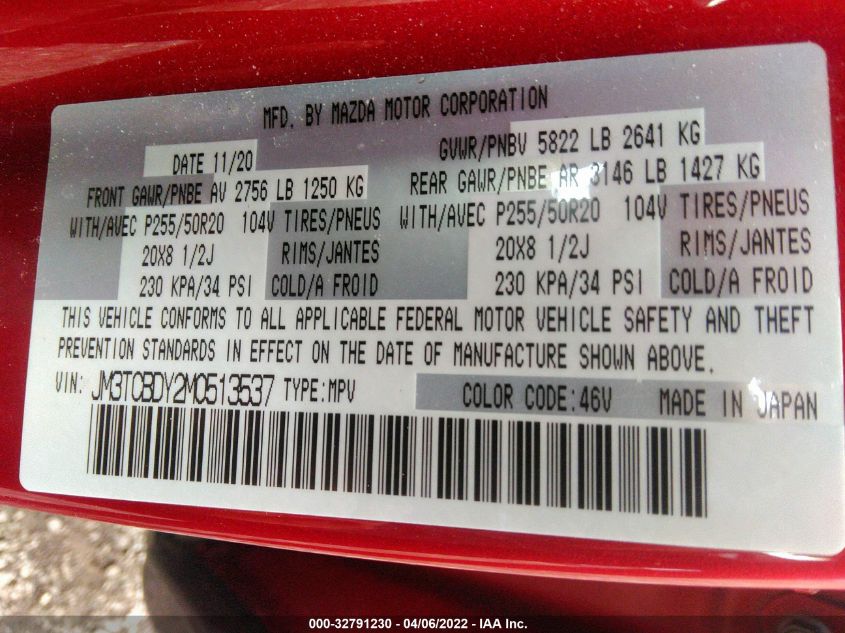 MFD. BY MAZDA MOTOR CORPORATION
DATE 11/20 GVWR/PNBV 5822 LB 2641 KG
FRONT GAWR/PNBE AV 2756 LB 1250 KG REAR GAWR/PNBE AR 3146 LB 1427 KG
WITH/AVEC P255/50R20 104V TIRES/PNEUS WITH/AVEC P255/50R20 104V TIRES/PNEUS
20X8 1/2J RIMS/JANTES 20X8 1/2J RIMS/JANTES
230 KPA/34 PSI COLD/A FROID 230 KPA/34 PSI COLD/A FROID
THIS VEHICLE CONFORMS TO ALL APPLICABLE FEDERAL MOTOR VEHICLE SAFETY AND THEFT
PREVENTION STANDARDS IN EFFECT ON THE DATE OF MANUFACTURE SHOWN ABOVE.
VIN: JM3TCBDY2M0513537 TYPE:MPV COLOR CODE:46V MADE IN JAPAN
000-32791230 - 04/06/2022 - IAA Inc.